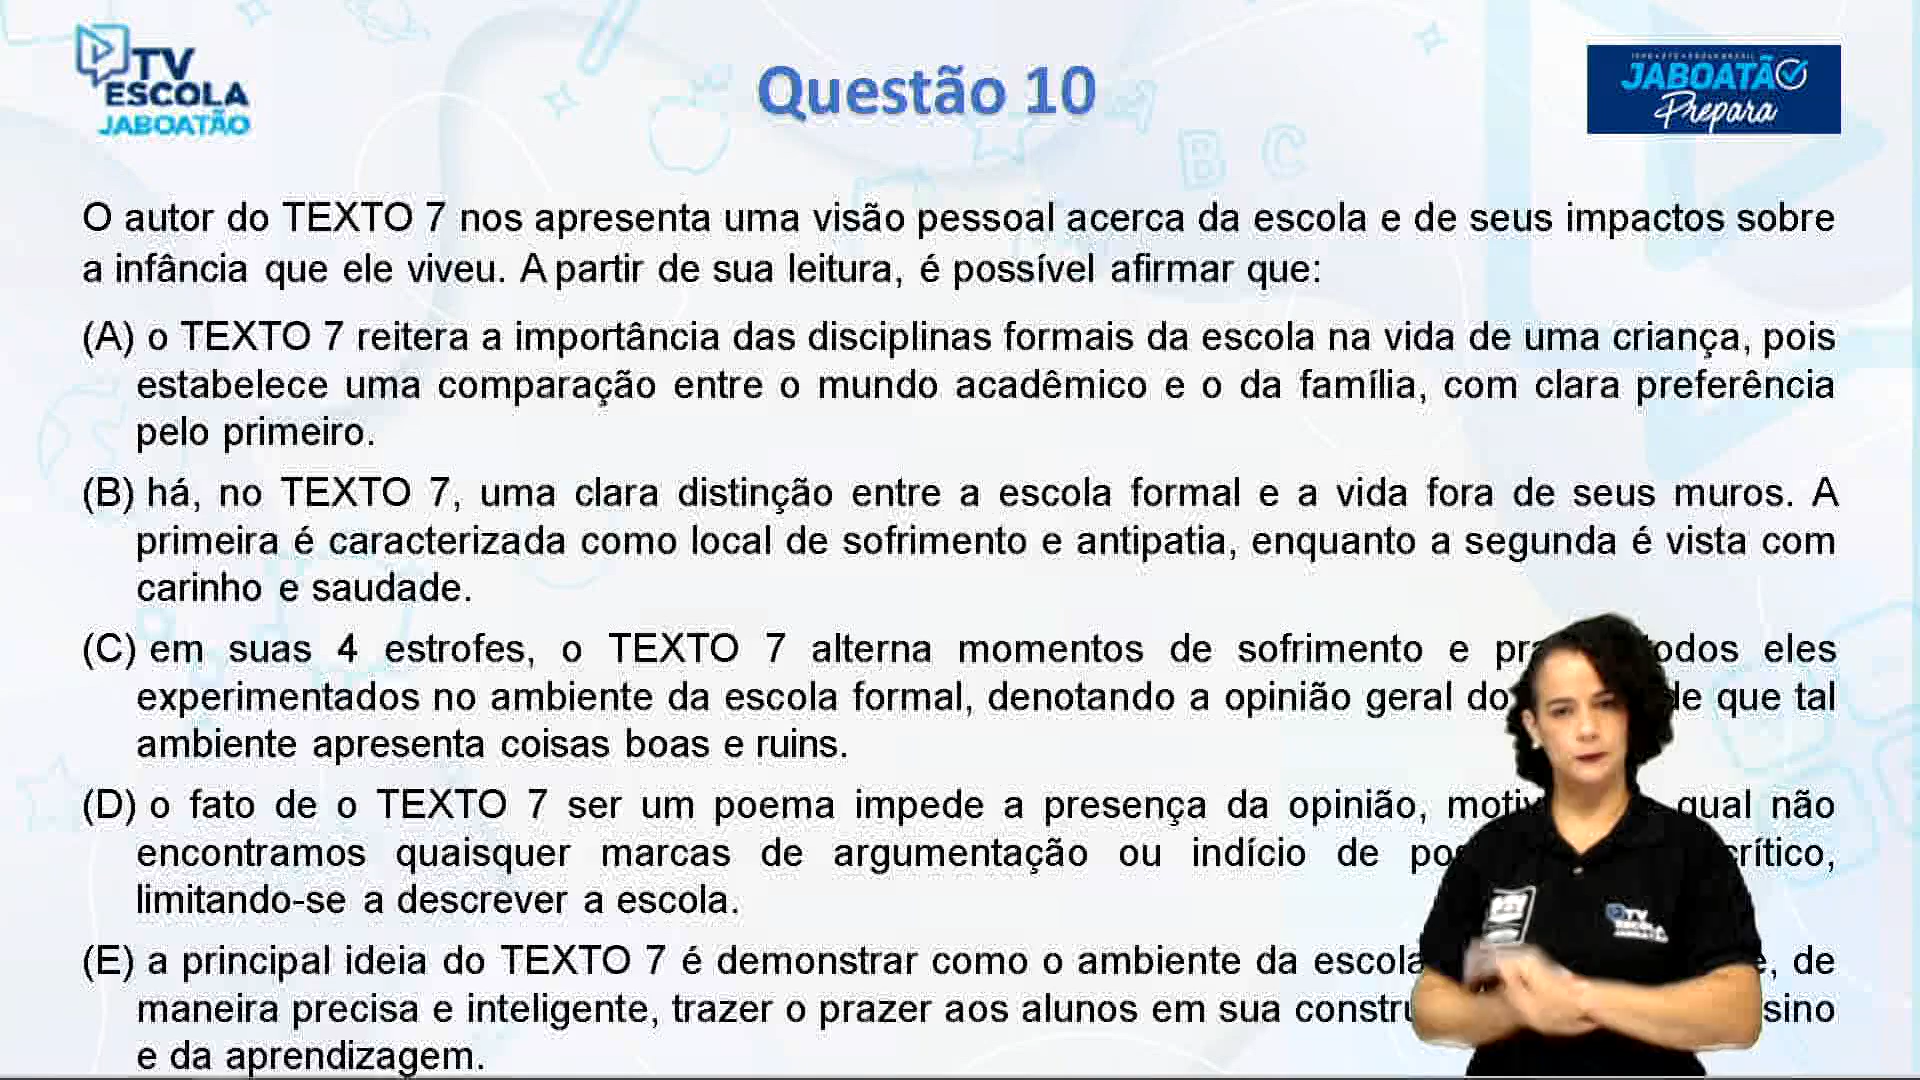 TV
ESCOLA
JABOATÃO
Questão 10
JABOATÃO
Prepara
B C
O autor do TEXTO 7 nos apresenta uma visão pessoal acerca da escola e de seus impactos sobre
a infância que ele viveu. A partir de sua leitura, é possível afirmar que:
(A) o TEXTO 7 reitera a importância das disciplinas formais da escola na vida de uma criança, pois
estabelece uma comparação entre o mundo acadêmico e o da família, com clara preferência
pelo primeiro.
(B) há, no TEXTO 7, uma clara distinção entre a escola formal e a vida fora de seus muros. A
primeira é caracterizada como local de sofrimento e antipatia, enquanto a segunda é vista com
carinho e saudade.
(C) em suas 4 estrofes, o TEXTO 7 alterna momentos de sofrimento e eles
experimentados no ambiente da escola formal, denotando a opinião geral que tal
ambiente apresenta coisas boas e ruins.
(D) o fato de o TEXTO 7 ser um poema impede a presença da opinião, qual não
encontramos quaisquer marcas de argumentação ou indício de crítico,
limitando-se a descrever a escola.
(E) a principal ideia do TEXTO 7 é demonstrar como o ambiente da escola de
maneira precisa e inteligente, trazer o prazer aos alunos em sua
e da aprendizagem.
TV
ESCOLA
JABOATÃO